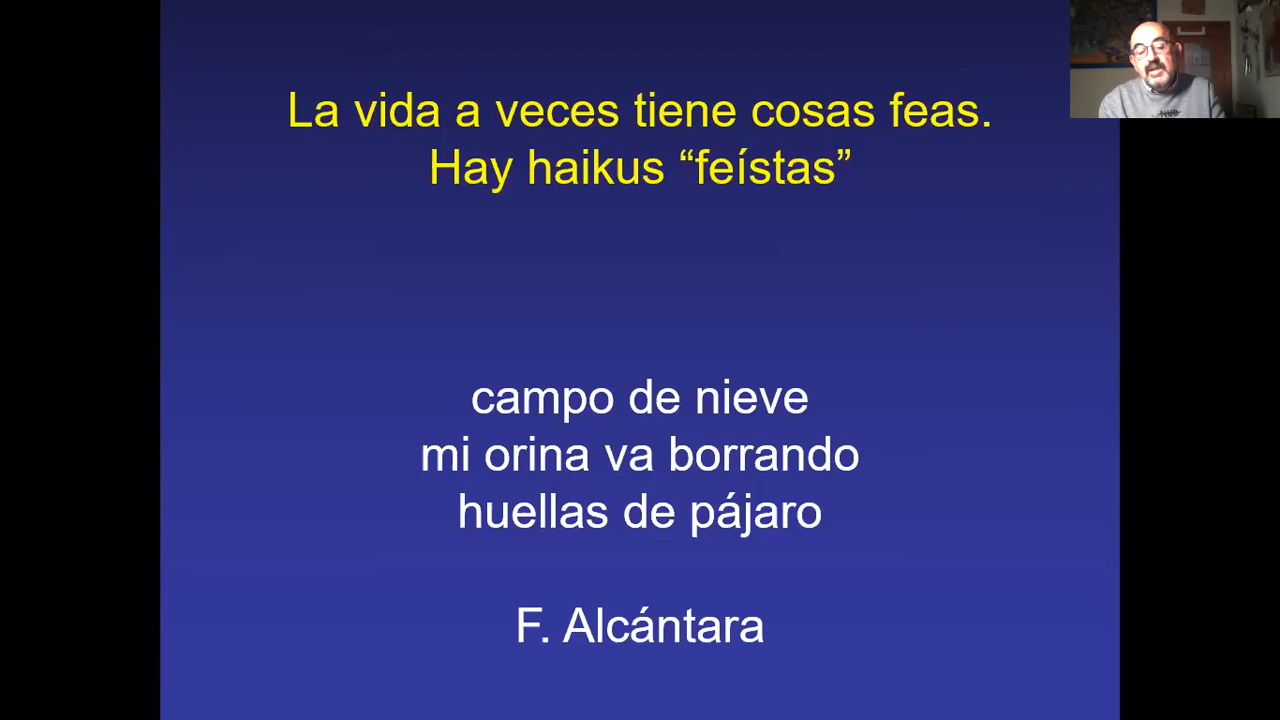 La vida a veces tiene cosas feas.
Hay haikus “feístas”
campo de nieve
mi orina va borrando
huellas de pájaro
F. Alcántara